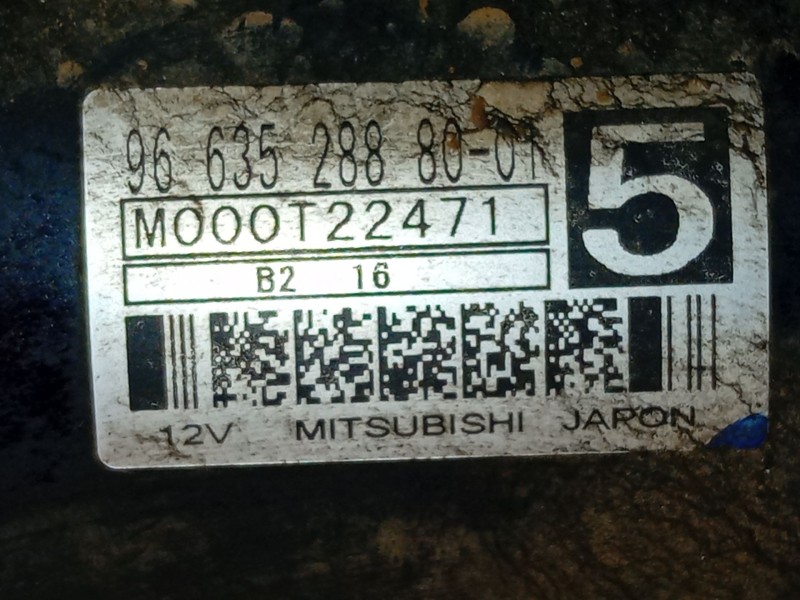 96 635 288 80-01
5
M000T22471
B2 16
12V MITSUBISHI JAPON